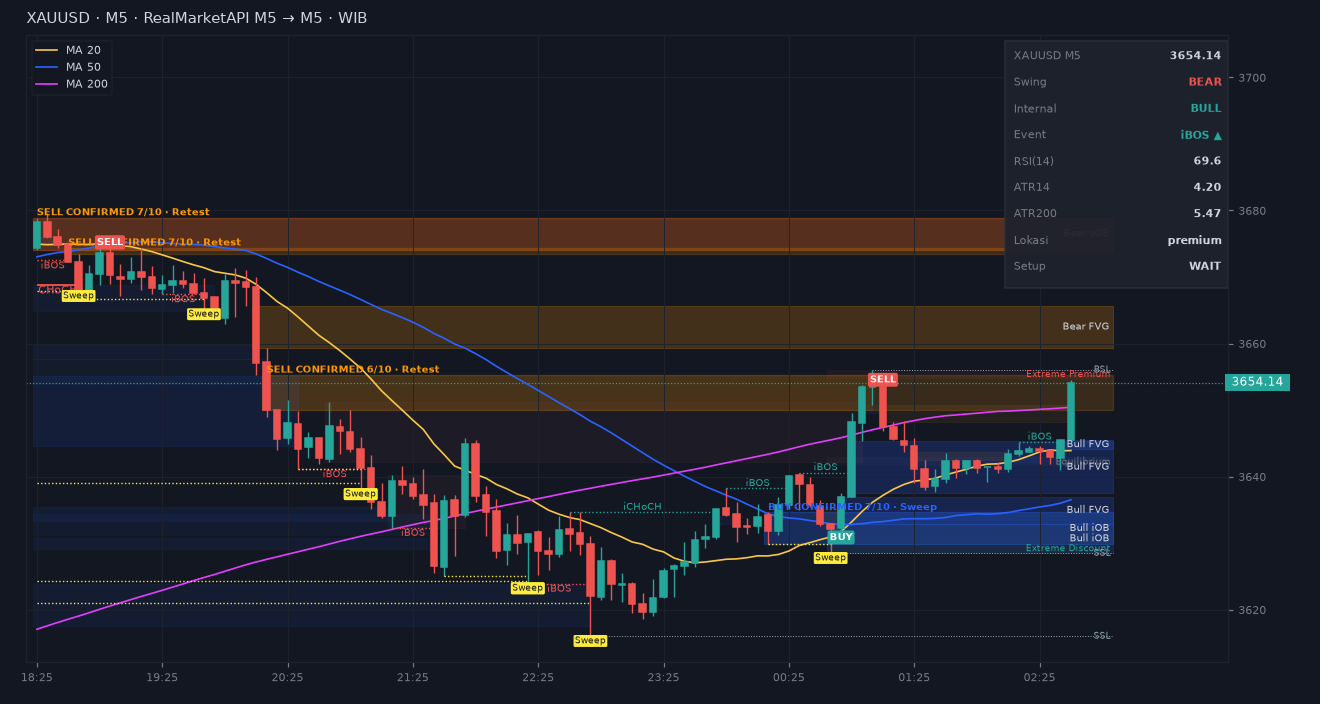 XAUUSD · M5 · RealMarketAPI M5 → M5 · WIB
MA 20
MA 50
MA 200
XAUUSD M5 3654.14
Swing BEAR
Internal BULL
Event iBOS ▲
RSI(14) 69.6
ATR14 4.20
ATR200 5.47
Lokasi premium
Setup WAIT
3700
3680
3660
3654.14
3640
3620
SELL CONFIRMED 7/10 · Retest
SELL CONFIRMED 7/10 · Retest
SELL
iBOS
CHoCH
Sweep
iBOS
Sweep
Bear FVG
SELL CONFIRMED 6/10 · Retest
BSL
Extreme Premium
SELL
iBOS
Bull FVG
Equilibrium
Bull FVG
iBOS
iBOS
iBOS
Sweep
iCHoCH
BUY CONFIRMED 7/10 · Sweep
Bull FVG
Bull iOB
iBOS
BUY
Bull iOB
Extreme Discount
SSL
Sweep
Sweep
iBOS
Sweep
SSL
18:25
19:25
20:25
21:25
22:25
23:25
00:25
01:25
02:25